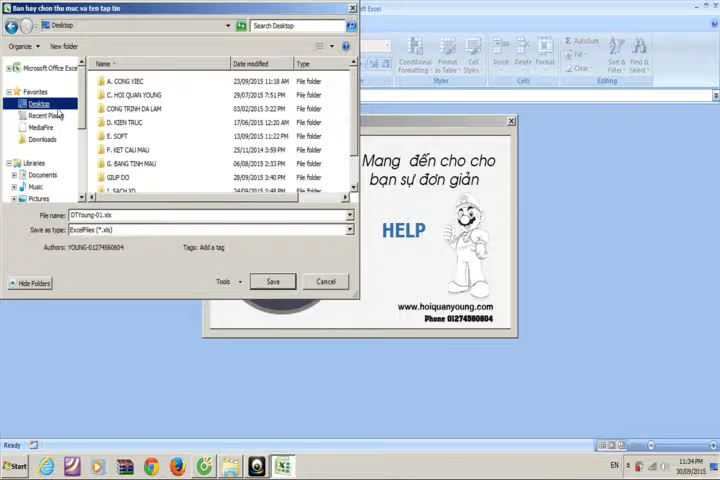 Ban hay chon thu muc va ten tap tin
Desktop
Search Desktop
Organize
New folder
Name
Date modified
Type
Microsoft Office Exce
Favorites
Desktop
Recent Places
MediaFire
Downloads
Libraries
Documents
Music
Pictures
A. CONG VIEC 23/09/2015 11:18 AM File folder
C. HOI QUAN YOUNG 29/07/2015 7:51 PM File folder
CONG TRINH DA LAM 03/02/2015 3:22 PM File folder
D. KIEN TRUC 17/06/2015 12:20 AM File folder
E. SOFT 13/09/2015 11:22 PM File folder
F. KET CAU MAU 25/11/2014 3:59 PM File folder
G. BANG TINH MAU 06/08/2015 2:33 PM File folder
GIUP DO 28/09/2015 3:40 PM File folder
File name: DTYoung-01.xls
Save as type: ExcelFiles (*.xls)
Authors: YOUNG-01274560604
Tags: Add a tag
Hide Folders
Tools
Save
Cancel
Excel
Conditional Formatting
Format as Table
Cell Styles
Styles
Insert
Delete
Format
Cells
AutoSum
Fill
Clear
Sort & Filter
Find & Select
Editing
Mang đến cho cho
bạn sự đơn giản
HELP
www.hoiquanyoung.com
Phone 01274560604
Ready
Start
EN
11:34 PM
30/09/2015